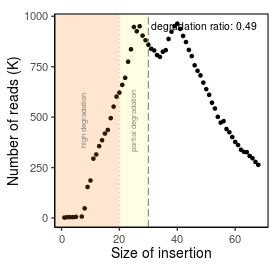 degradation ratio: 0.49
1000
750
500
250
0
Number of reads (K)
high degradation
partial degradation
0
20
40
60
Size of insertion